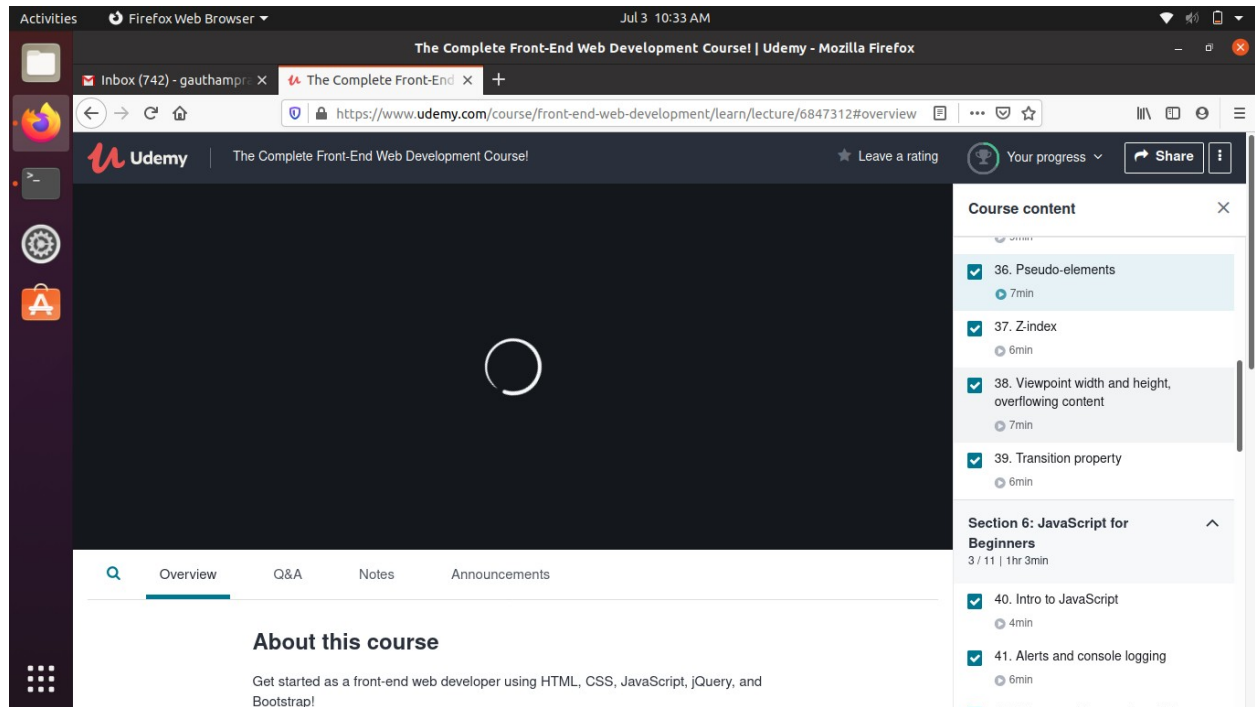 Activities
Firefox Web Browser
Jul 3 10:33 AM
The Complete Front-End Web Development Course! | Udemy - Mozilla Firefox
Inbox (742) - gauthampra
The Complete Front-End
https://www.udemy.com/course/front-end-web-development/learn/lecture/6847312#overview
Udemy
The Complete Front-End Web Development Course!
Leave a rating
Your progress
Share
Course content
36. Pseudo-elements
7min
37. Z-index
6min
38. Viewpoint width and height,
overflowing content
7min
39. Transition property
6min
Section 6: JavaScript for
Beginners
3 / 11 | 1hr 3min
40. Intro to JavaScript
4min
41. Alerts and console logging
6min
Overview
Q&A
Notes
Announcements
About this course
Get started as a front-end web developer using HTML, CSS, JavaScript, jQuery, and
Bootstrap!